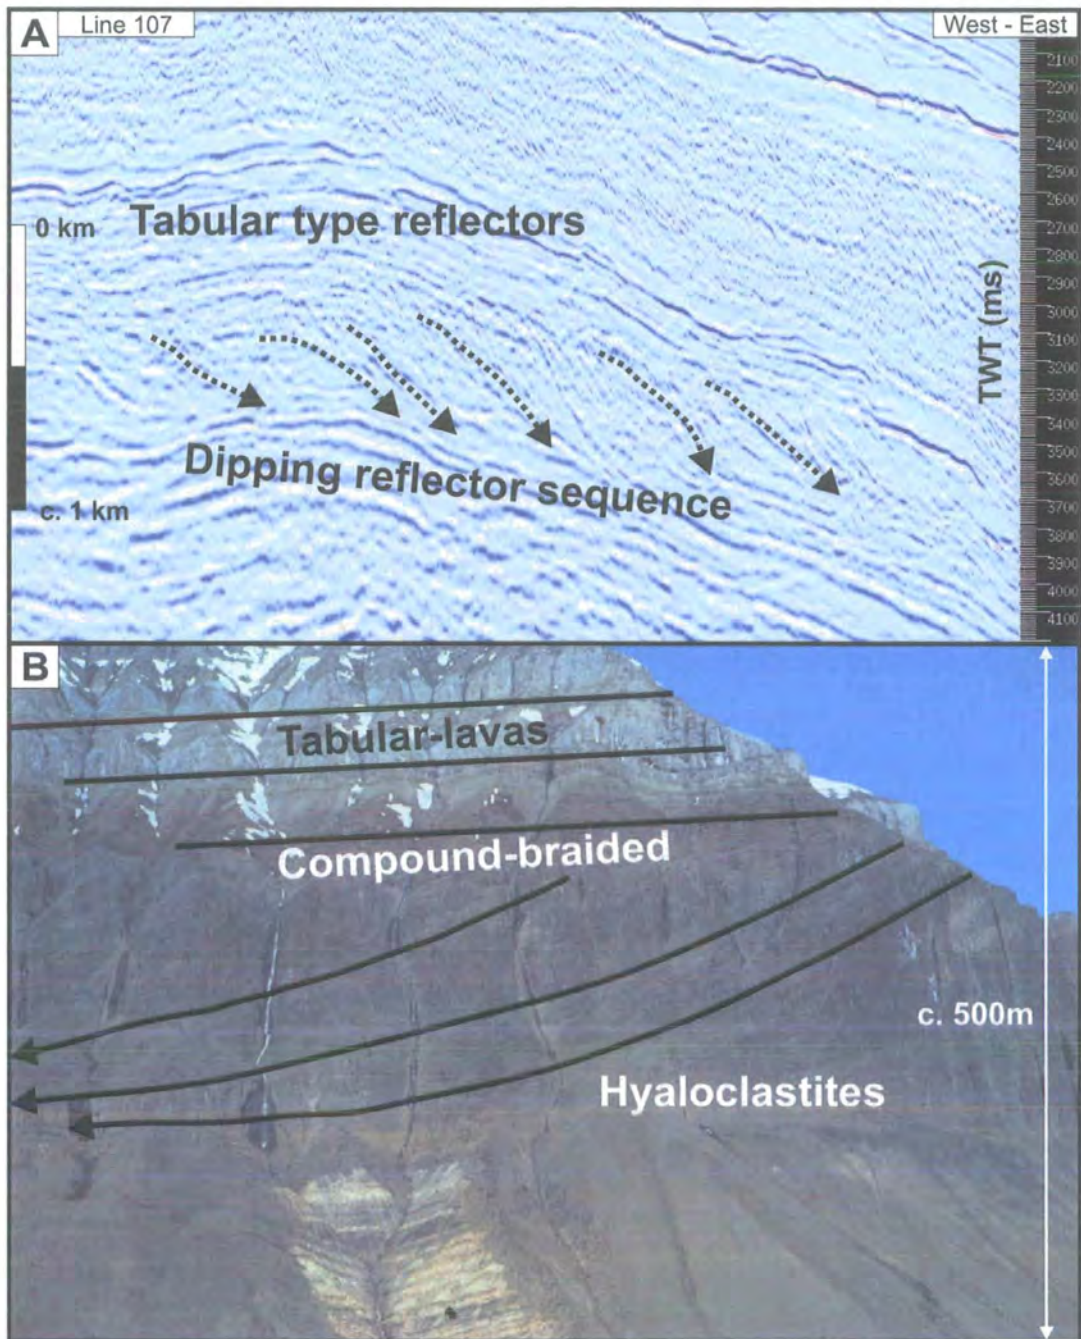 A
Line 107
West - East
2100
2200
2300
2400
2500
2600
2700
2800
2900
3000
3100
3200
3300
3400
3500
3600
3700
3800
3900
4000
4100
TWT (ms)
0 km
Tabular type reflectors
Dipping reflector sequence
c. 1 km
B
Tabular-lavas
Compound-braided
c. 500m
Hyaloclastites